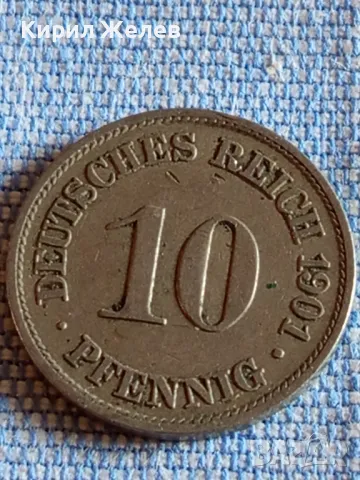 Кирил Желев
DEUTSCHES REICH 1901
10
· PFENNIG ·